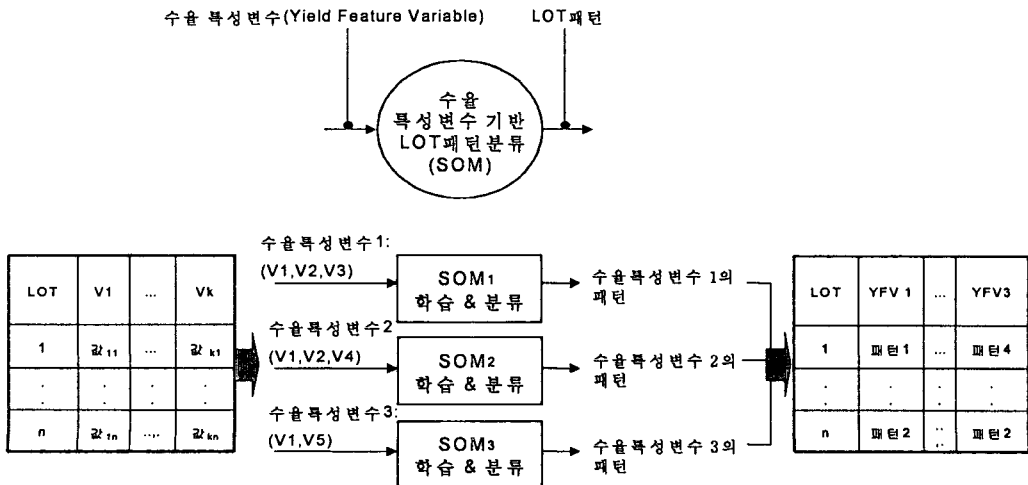 수율 특성변수(Yield Feature Variable)
LOT패턴
수율
특성변수 기반
LOT패턴분류
(SOM)
LOT V1 ... Vk
1 값11 ... 값k1
. . . .
. . . .
n 값1n .... 값kn
수율특성변수1:
(V1,V2,V3)
SOM1
학습 & 분류
수율특성변수 1의
패턴
수율특성변수2
(V1,V2,V4)
SOM2
학습 & 분류
수율특성변수 2의
패턴
수율특성변수3:
(V1,V5)
SOM3
학습 & 분류
수율특성변수 3의
패턴
LOT YFV 1 ... YFV3
1 패턴1 ... 패턴4
. . . .
. . . .
n 패턴2 ... 패턴2